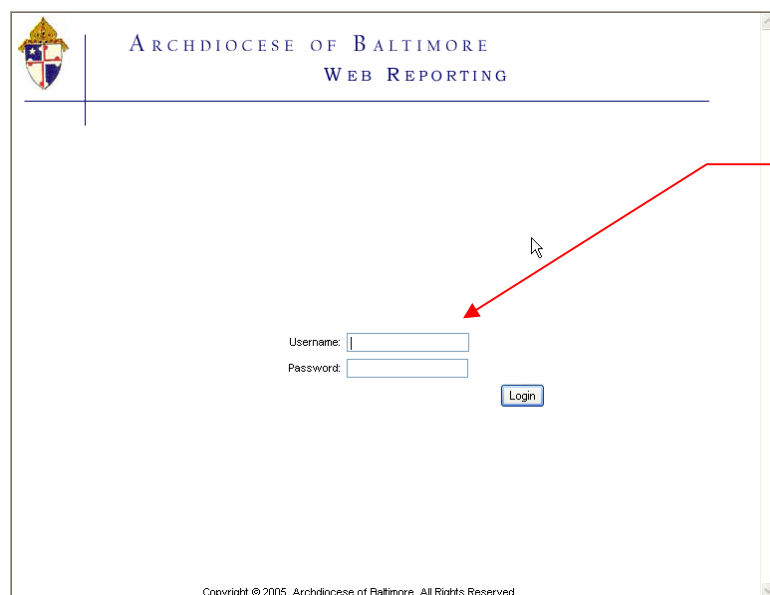 ARCHDIOCESE OF BALTIMORE
WEB REPORTING
Username:
Password:
Login
Copyright © 2005, Archdiocese of Baltimore. All Rights Reserved